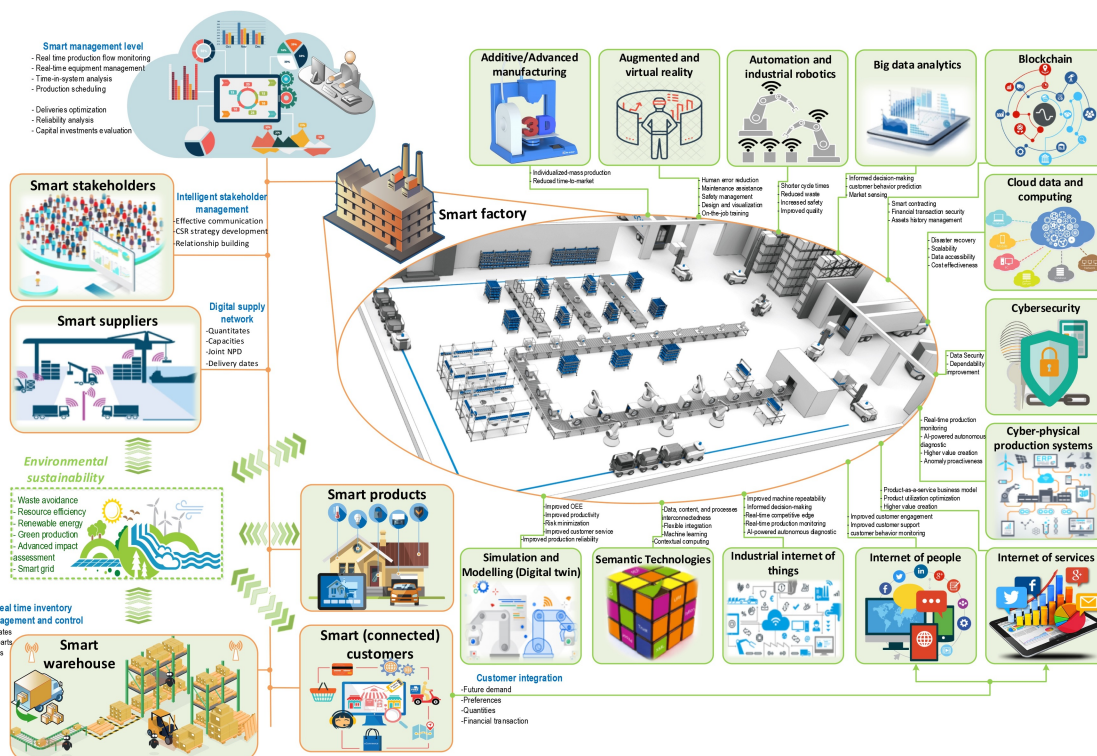 Smart management level
- Real time production flow monitoring
- Real-time equipment management
- Time-in-system analysis
- Production scheduling
- Deliveries optimization
- Reliability analysis
- Capital investments evaluation
Smart stakeholders
Intelligent stakeholder
management
-Effective communication
-CSR strategy development
-Relationship building
Smart suppliers
Digital supply
network
-Quantitates
-Capacities
-Joint NPD
-Delivery dates
Environmental
sustainability
- Waste avoidance
- Resource efficiency
- Renewable energy
- Green production
- Advanced impact
assessment
- Smart grid
eal time inventory
agement and control
ates
arts
s
Smart
warehouse
Smart factory
Smart products
Smart (connected)
customers
Customer integration
-Future demand
-Preferences
-Quantities
-Financial transaction
Additive/Advanced
manufacturing
3D
- Individualized-mass production
- Reduced time-to-market
Augmented and
virtual reality
- Human error reduction
- Maintenance assistance
- Safety management
- Design and visualization
- On-the-job training
Automation and
industrial robotics
- Shorter cycle times
- Reduced waste
- Increased safety
- Improved quality
Big data analytics
- Informed decision-making
- customer behavior prediction
- Market sensing
Blockchain
- Smart contracting
- Financial transaction security
- Assets history management
Cloud data and
computing
- Disaster recovery
- Scalability
- Data accessibility
- Cost effectiveness
Cybersecurity
- Data Security
- Dependability
improvement
Cyber-physical
production systems
ERP
- Real-time production
monitoring
- AI-powered autonomous
diagnostic
- Higher value creation
- Anomaly proactiveness
Internet of services
- Product-as-a-service business model
- Product utilization optimization
- Higher value creation
Internet of people
- Improved customer engagement
- Improved customer support
- customer behavior monitoring
Industrial internet of
things
- Improved machine repeatability
- Informed decision-making
- Real-time competitive edge
- Real-time production monitoring
- AI-powered autonomous diagnostic
Semantic Technologies
-Data, content, and processes
interconnectedness
-Flexible integration
-Machine learning
-Contextual computing
Simulation and
Modelling (Digital twin)
-Improved OEE
-Improved productivity
-Risk minimization
-Improved customer service
-Improved production reliability